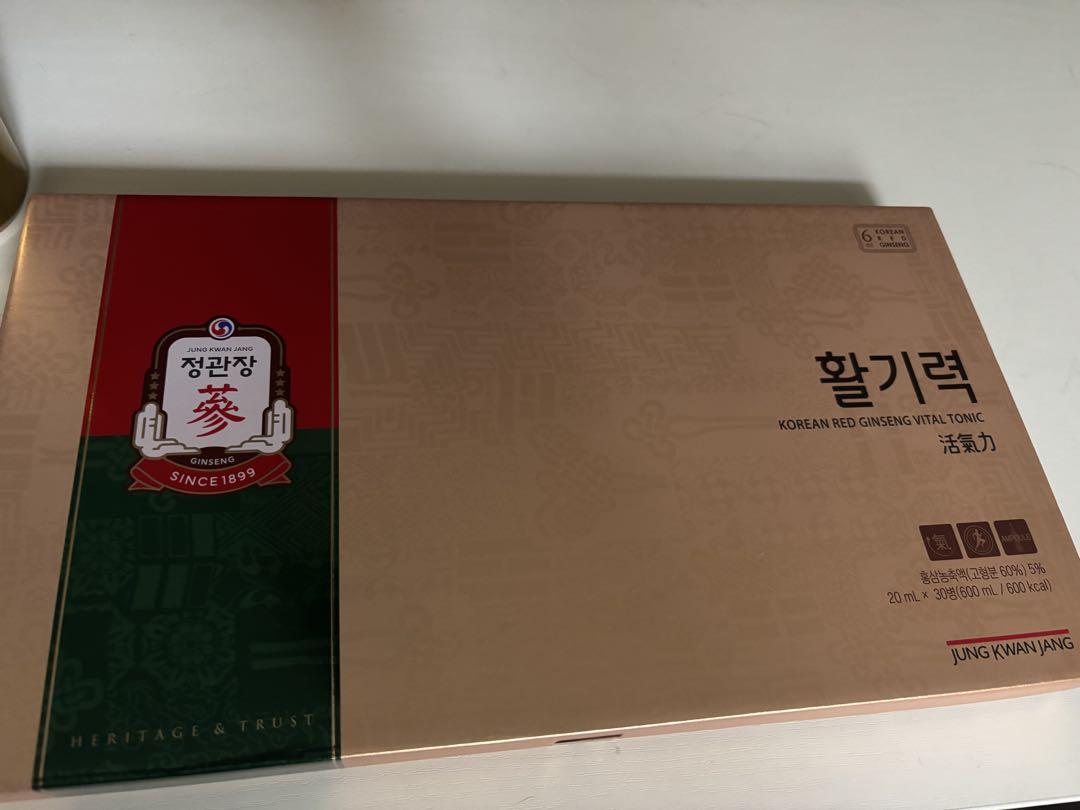 JUNG KWAN JANG
정관장
蔘
GINSENG
SINCE 1899
HERITAGE & TRUST
6
KOREAN
RED
GINSENG
활기력
KOREAN RED GINSENG VITAL TONIC
活氣力
氣
AMPOULE
홍삼농축액(고형분 60%) 5%
20 mL × 30병(600 mL / 600 kcal)
JUNG KWAN JANG